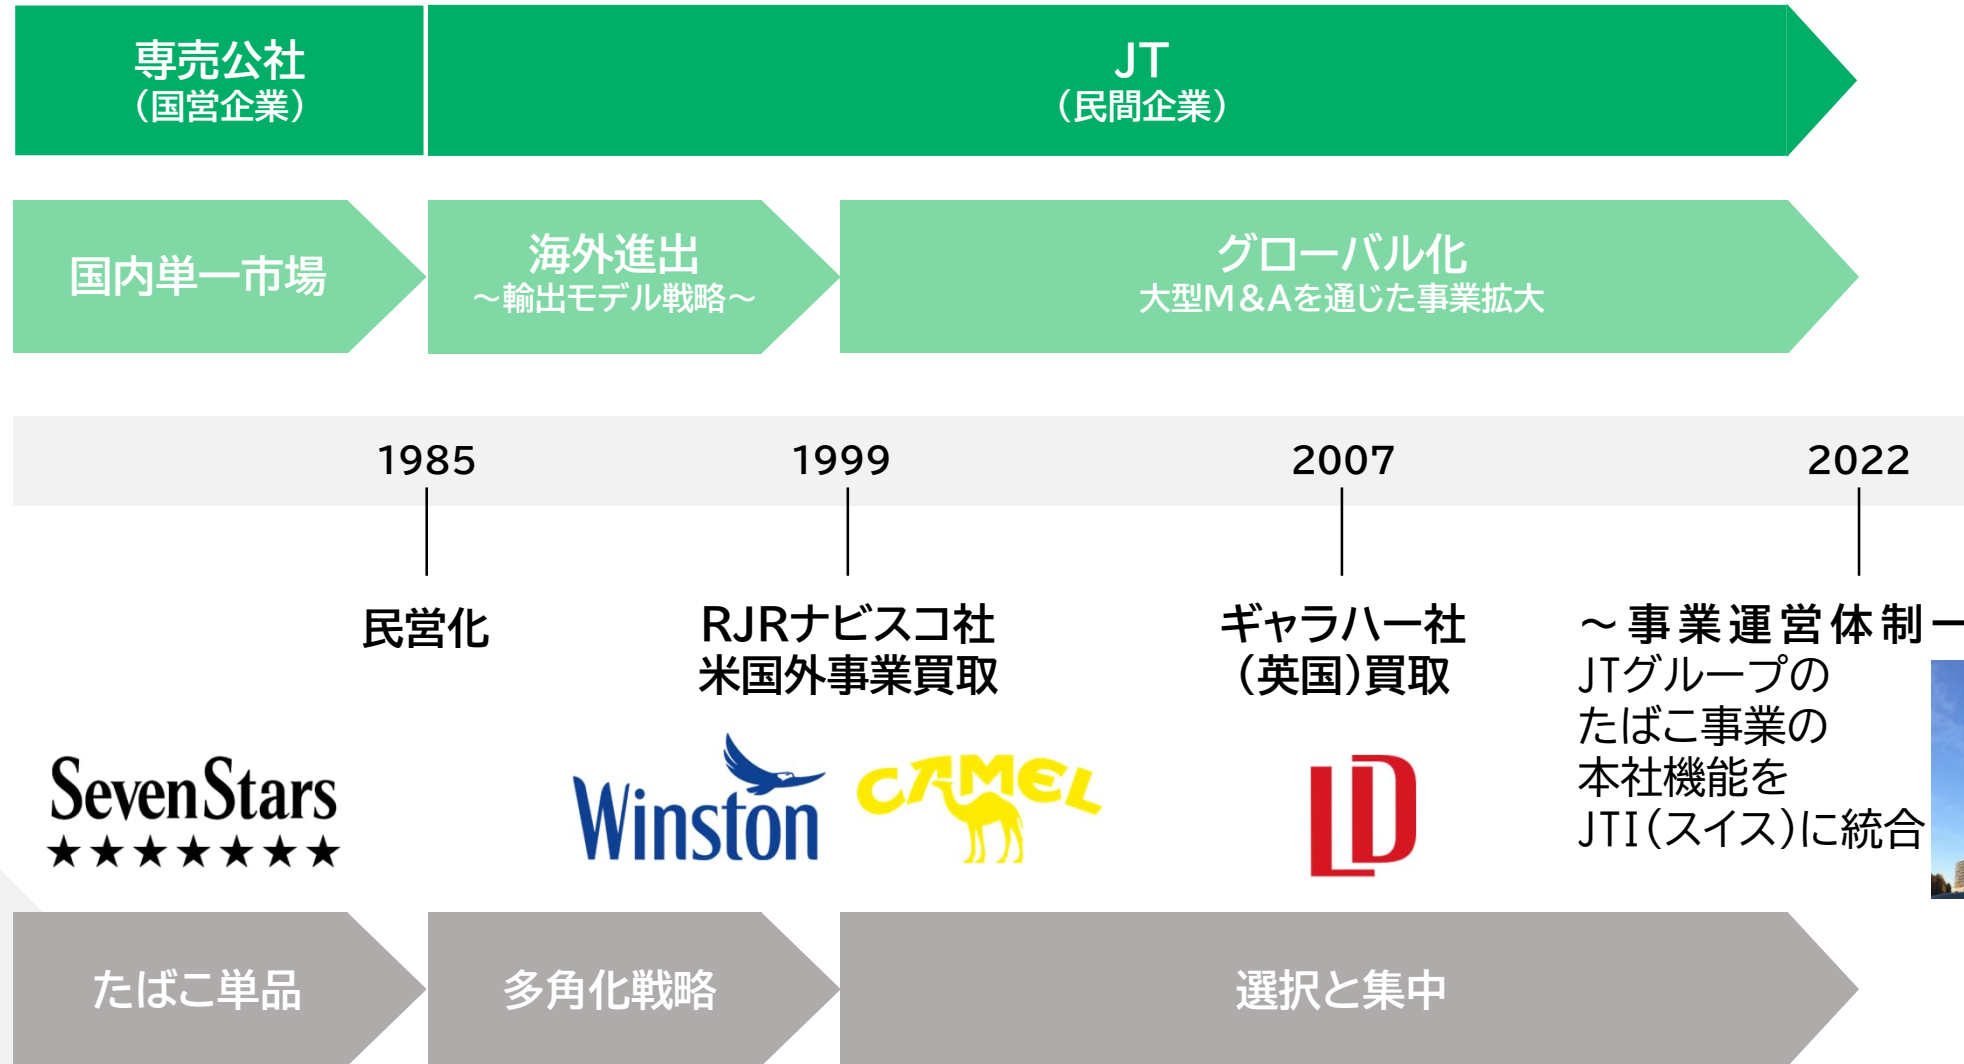 専売公社
（国営企業）
JT
（民間企業）
国内単一市場
海外進出
～輸出モデル戦略～
グローバル化
大型M&Aを通じた事業拡大
1985
1999
2007
2022
民営化
RJRナビスコ社
米国外事業買取
ギャラハー社
（英国）買取
～事業運営体制一
JTグループの
たばこ事業の
本社機能を
JTI（スイス）に統合
SevenStars
★★★★★★★
Winston
CAMEL
LD
たばこ単品
多角化戦略
選択と集中